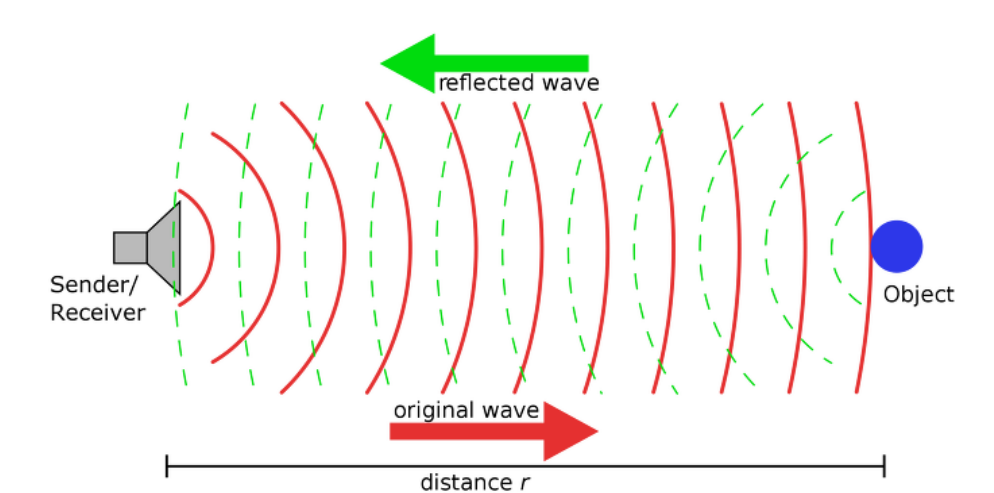 reflected wave
Sender/
Receiver
Object
original wave
distance r